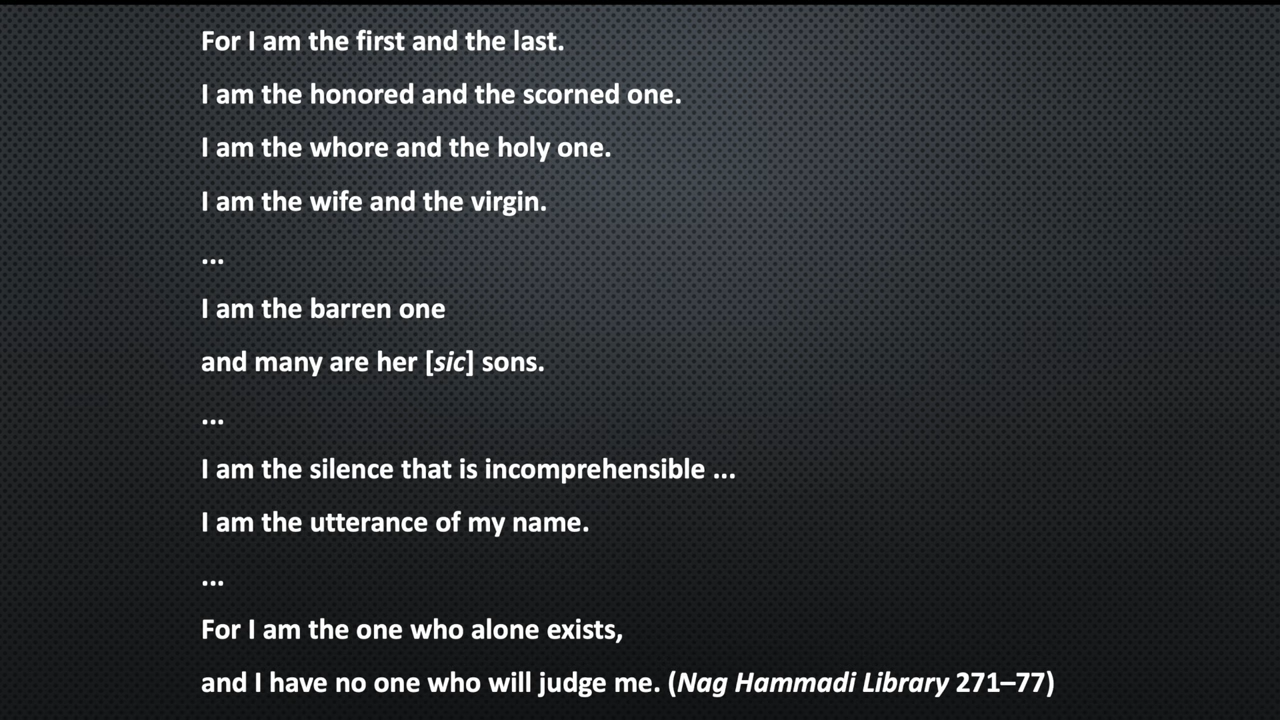 For I am the first and the last.
I am the honored and the scorned one.
I am the whore and the holy one.
I am the wife and the virgin.
...
I am the barren one
and many are her [sic] sons.
...
I am the silence that is incomprehensible ...
I am the utterance of my name.
...
For I am the one who alone exists,
and I have no one who will judge me. (Nag Hammadi Library 271–77)